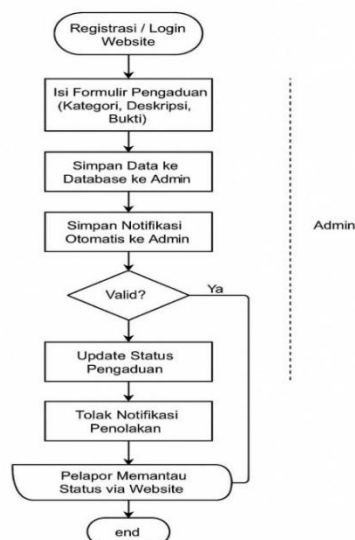 Registrasi / Login
Website
Isi Formulir Pengaduan
(Kategori, Deskripsi,
Bukti)
Simpan Data ke
Database ke Admin
Simpan Notifikasi
Otomatis ke Admin
Admin
Valid?
Ya
Update Status
Pengaduan
Tolak Notifikasi
Penolakan
Pelapor Memantau
Status via Website
end